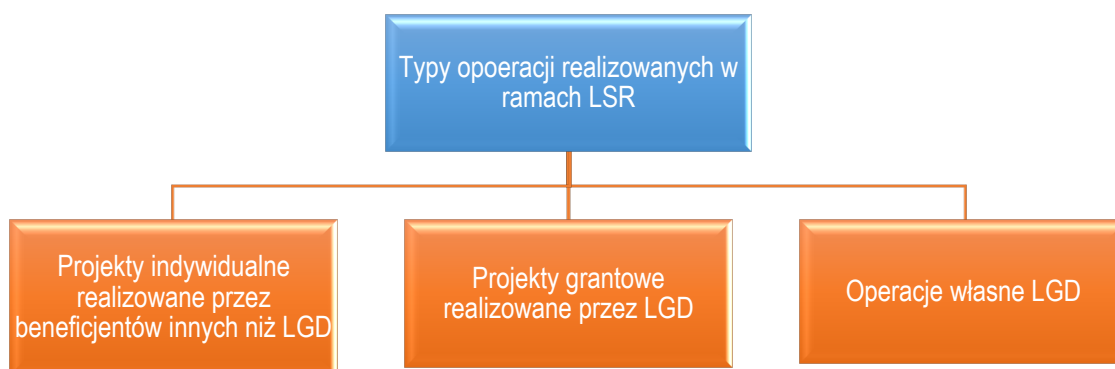 Typy opoeracji realizowanych w
ramach LSR
Projekty indywidualne
realizowane przez
beneficjentów innych niż LGD
Projekty grantowe
realizowane przez LGD
Operacje własne LGD